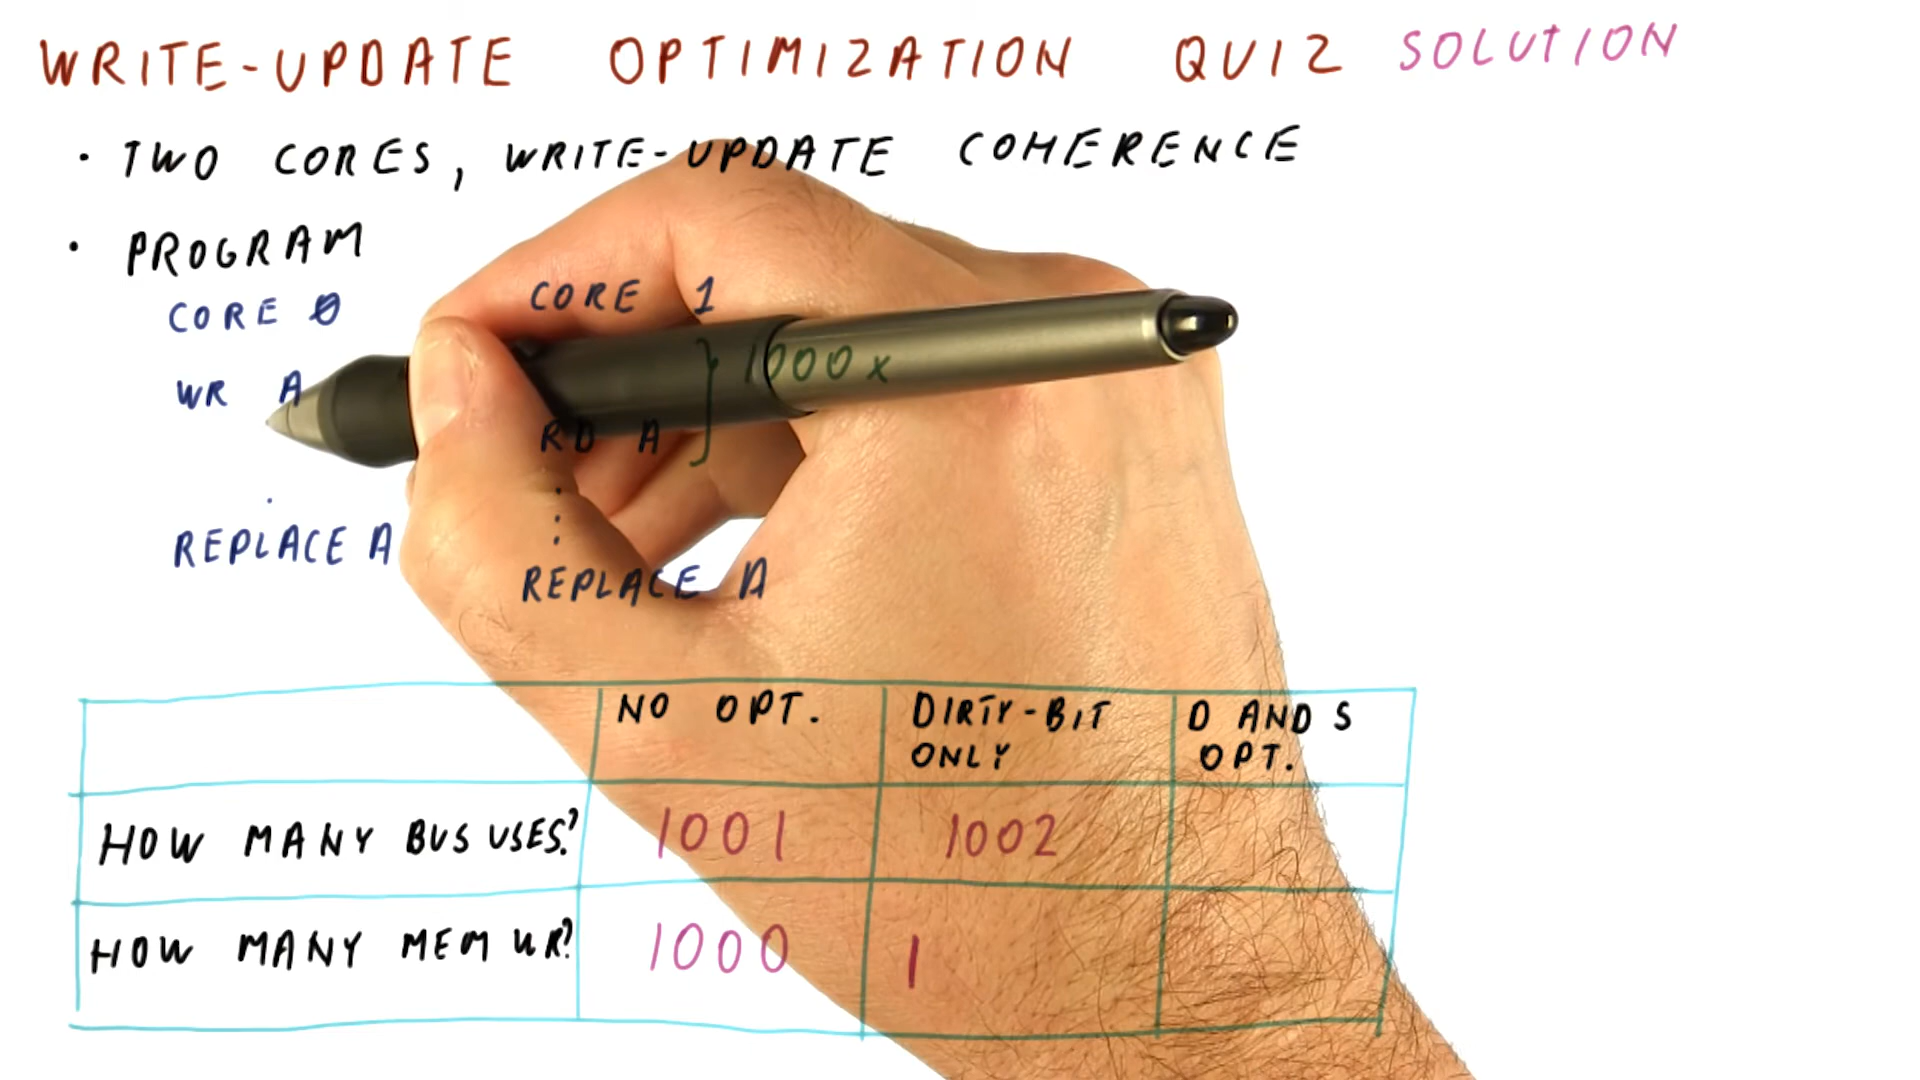 WRITE-UPDATE OPTIMIZATION QUIZ SOLUTION
· TWO CORES, WRITE-UPDATE COHERENCE
· PROGRAM
CORE 0 CORE 1
WR A } 1000 x
RD A
REPLACE A
REPLACE A
NO OPT. DIRTY-BIT ONLY D AND S OPT.
HOW MANY BUS USES? 1001 1002
HOW MANY MEM WR? 1000 1